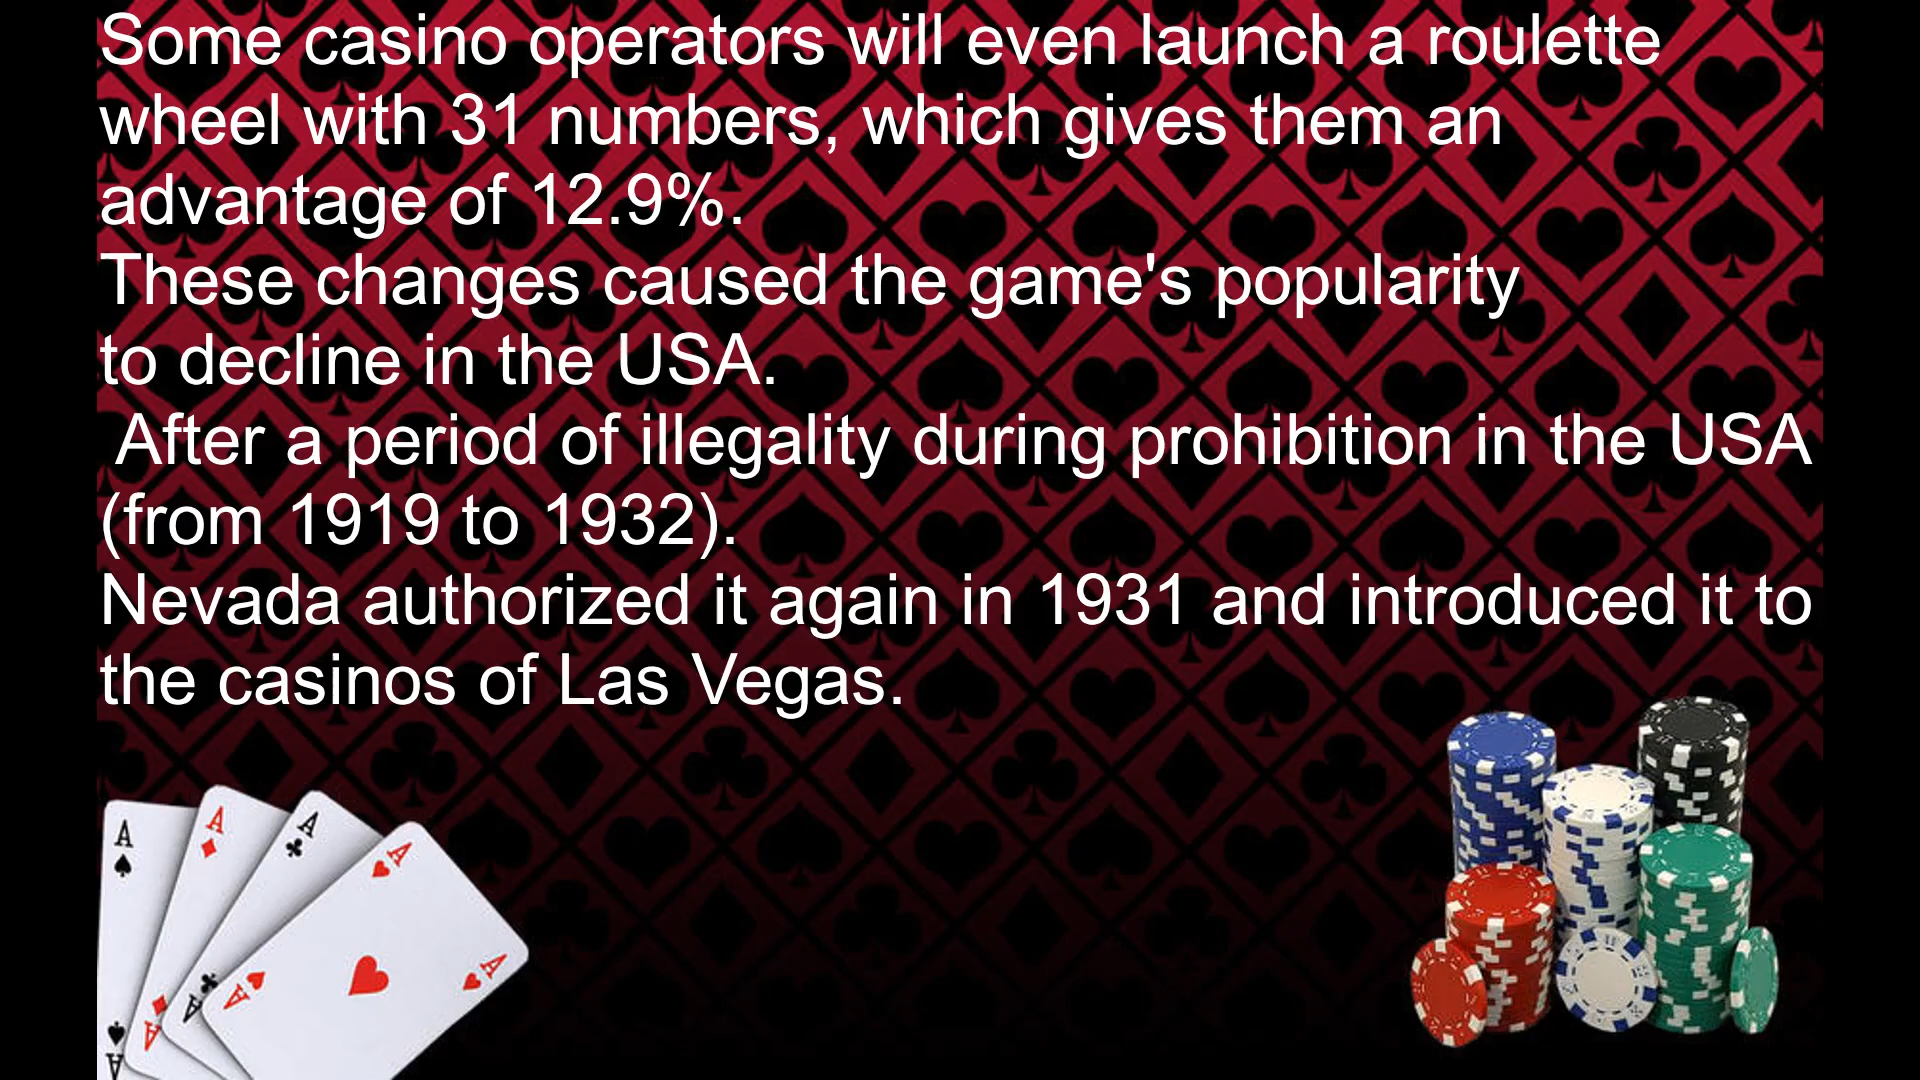 Some casino operators will even launch a roulette
wheel with 31 numbers, which gives them an
advantage of 12.9%.
These changes caused the game's popularity
to decline in the USA.
After a period of illegality during prohibition in the USA
(from 1919 to 1932).
Nevada authorized it again in 1931 and introduced it to
the casinos of Las Vegas.
A
A
A
A
A
A
A
A
A